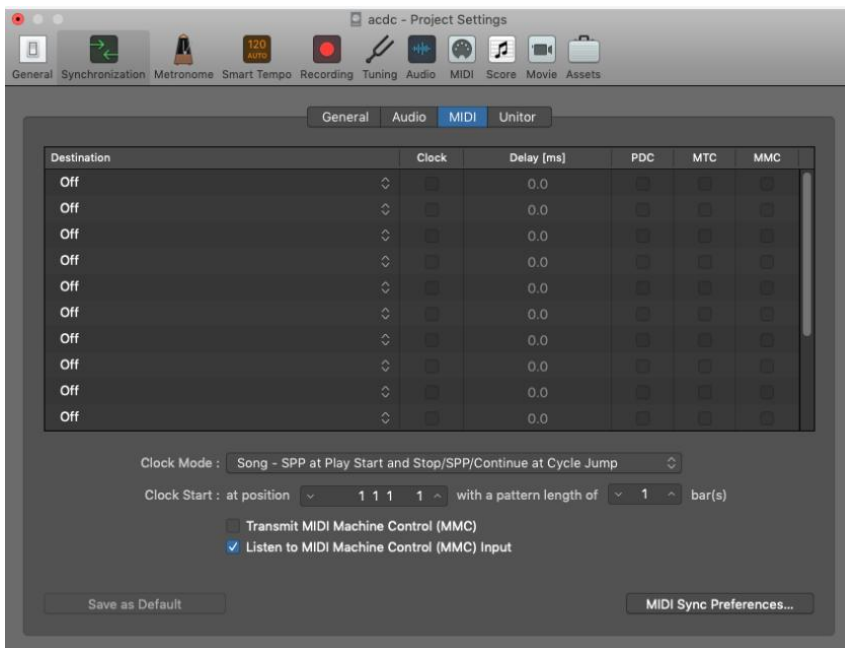 acdc - Project Settings
120
AUTO
General Synchronization Metronome Smart Tempo Recording Tuning Audio MIDI Score Movie Assets
General Audio MIDI Unitor
Destination Clock Delay [ms] PDC MTC MMC
Off 0.0
Off 0.0
Off 0.0
Off 0.0
Off 0.0
Off 0.0
Off 0.0
Off 0.0
Off 0.0
Off 0.0
Clock Mode : Song - SPP at Play Start and Stop/SPP/Continue at Cycle Jump
Clock Start : at position 1 1 1 1 with a pattern length of 1 bar(s)
Transmit MIDI Machine Control (MMC)
Listen to MIDI Machine Control (MMC) Input
Save as Default MIDI Sync Preferences...